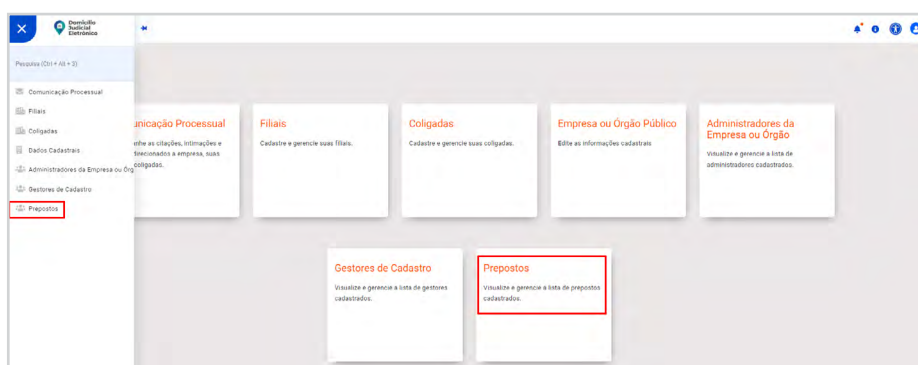 Domicílio
Judicial
Eletrônico
Pesquisa (Ctrl + Alt + 3)
Comunicação Processual
Filiais
Coligadas
Dados Cadastrais
Administradores da Empresa ou Órg
Gestores de Cadastro
Prepostos
unicação Processual
nhe as citações, intimações e
direcionados a empresa, suas
coligadas.
Filiais
Cadastre e gerencie suas filiais.
Coligadas
Cadastre e gerencie suas coligadas.
Empresa ou Órgão Público
Edite as informações cadastrais
Administradores da
Empresa ou Órgão
Visualize e gerencie a lista de
administradores cadastrados.
Gestores de Cadastro
Visualize e gerencie a lista de gestores
cadastrados.
Prepostos
Visualize e gerencie a lista de prepostos
cadastrados.